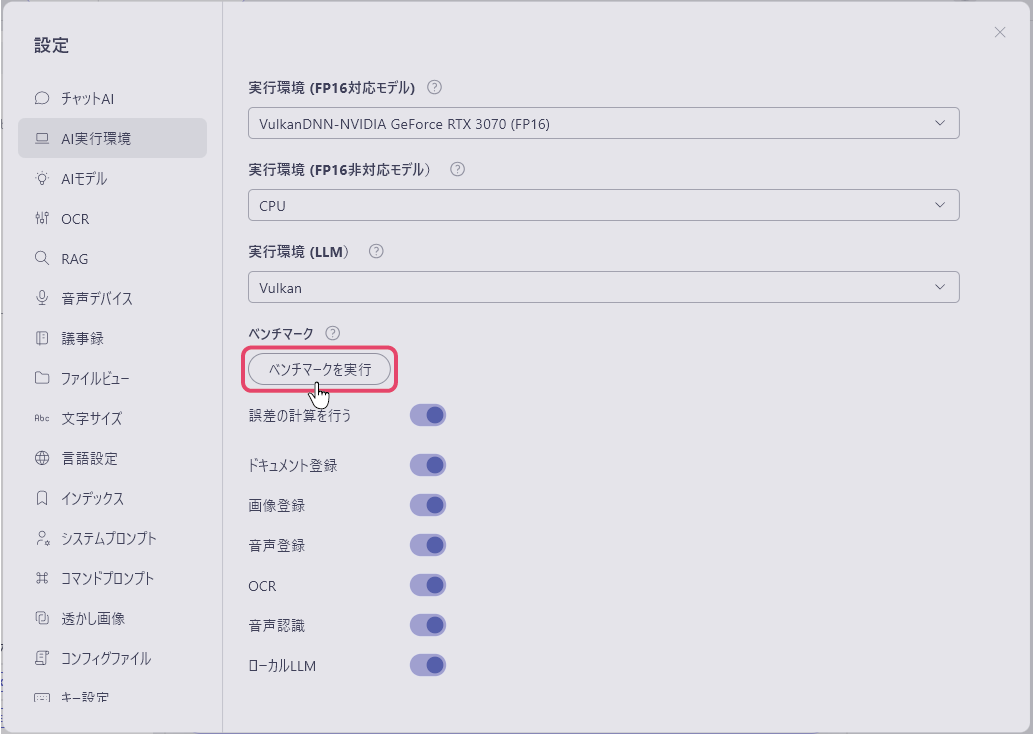 設定
チャットAI
AI実行環境
AIモデル
OCR
RAG
音声デバイス
議事録
ファイルビュー
Abc 文字サイズ
言語設定
インデックス
システムプロンプト
コマンドプロンプト
透かし画像
コンフィグファイル
キー設定
実行環境 (FP16対応モデル) ?
VulkanDNN-NVIDIA GeForce RTX 3070 (FP16)
実行環境 (FP16非対応モデル） ?
CPU
実行環境 (LLM） ?
Vulkan
ベンチマーク ?
ベンチマークを実行
誤差の計算を行う
ドキュメント登録
画像登録
音声登録
OCR
音声認識
ローカルLLM